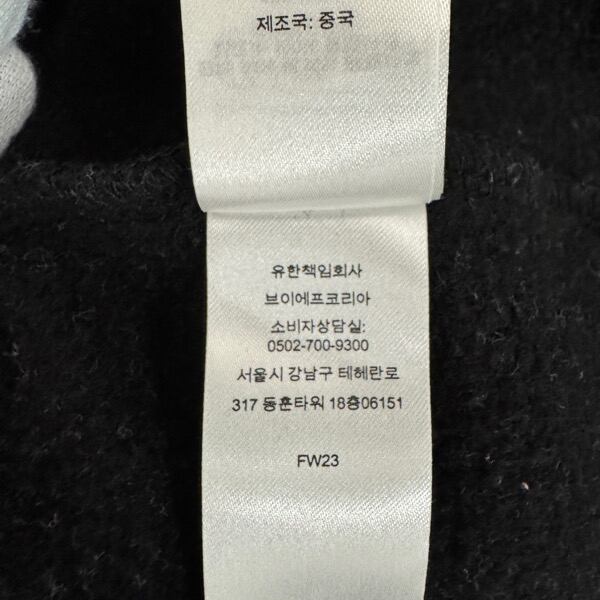 제조국: 중국
유한책임회사
브이에프코리아
소비자상담실:
0502-700-9300
서울시 강남구 테헤란로
317 동훈타워 18층06151
FW23